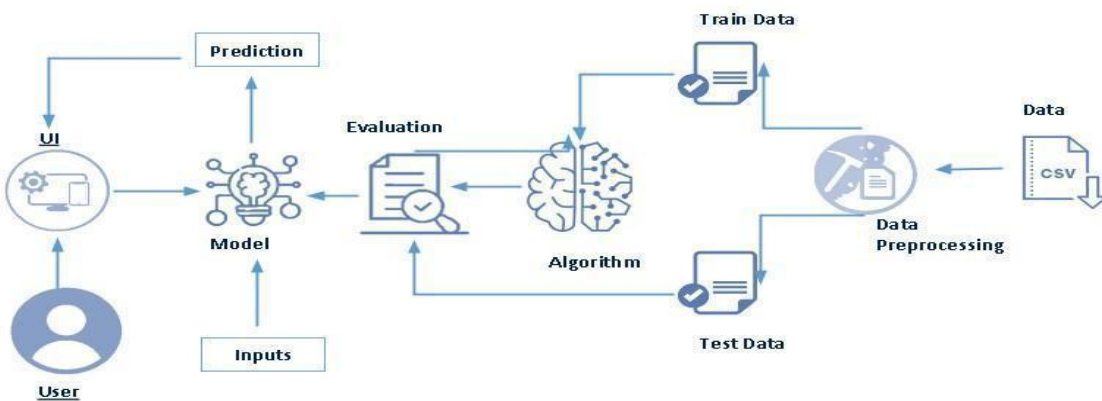 Train Data
Prediction
Data
Evaluation
UI
CSV
Model
Data
Preprocessing
Algorithm
Test Data
Inputs
User